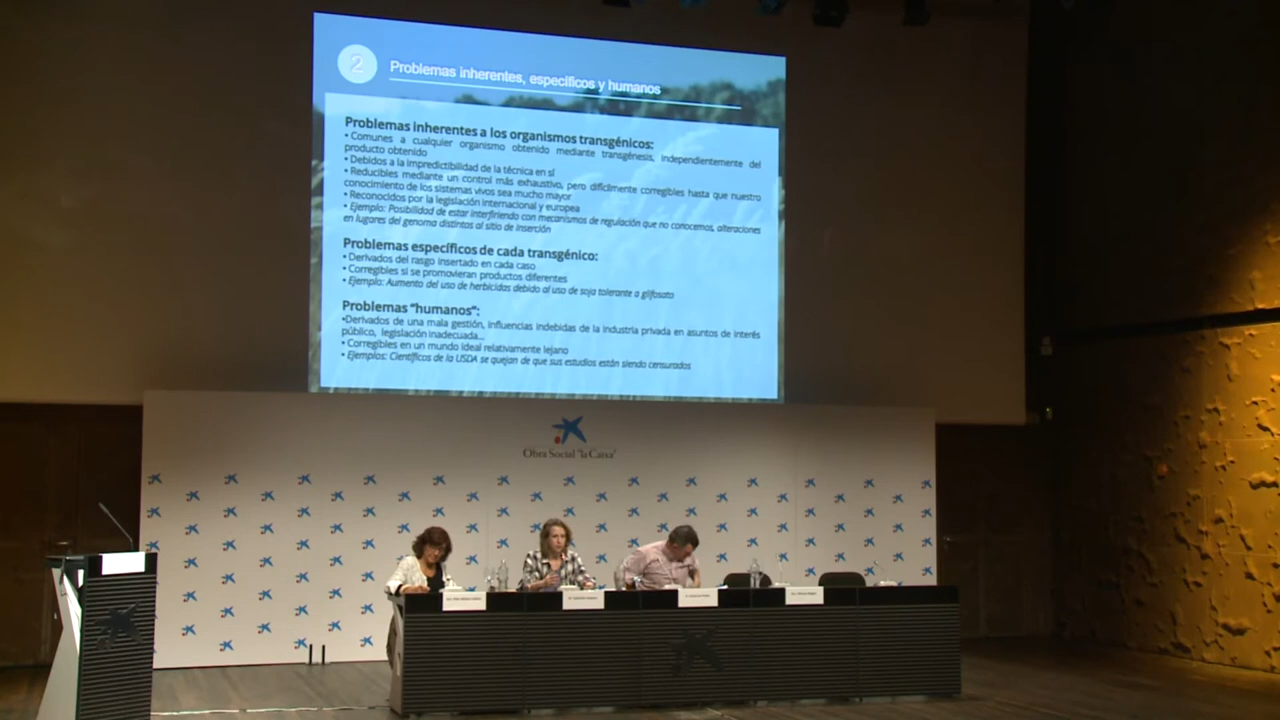 2
Problemas inherentes, específicos y humanos
Problemas inherentes a los organismos transgénicos:
• Comunes a cualquier organismo obtenido mediante transgénesis, independientemente del
producto obtenido
• Debidos a la impredictibilidad de la técnica en sí
• Reducibles mediante un control más exhaustivo, pero difícilmente corregibles hasta que nuestro
conocimiento de los sistemas vivos sea mucho mayor
• Reconocidos por la legislación internacional y europea
• Ejemplo: Posibilidad de estar interfiriendo con mecanismos de regulación que no conocemos, alteraciones
en lugares del genoma distintos al sitio de inserción
Problemas específicos de cada transgénico:
• Derivados del rasgo insertado en cada caso
• Corregibles si se promovieran productos diferentes
• Ejemplo: Aumento del uso de herbicidas debido al uso de soja tolerante a glifosato
Problemas "humanos":
•Derivados de una mala gestión, influencias indebidas de la industria privada en asuntos de interés
público, legislación inadecuada...
• Corregibles en un mundo ideal relativamente lejano
• Ejemplos: Científicos de la USDA se quejan de que sus estudios están siendo censurados
Obra Social "la Caixa"